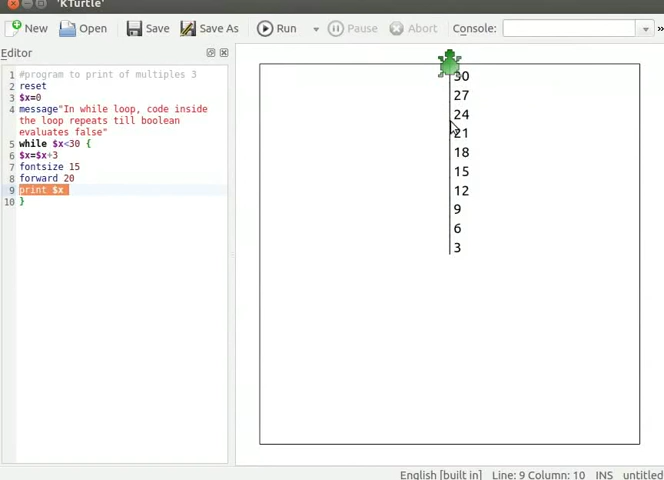 'KTurtle'
New Open Save Save As Run Pause Abort Console: »
Editor
1 #program to print of multiples 3
2 reset
3 $x=0
4 message"In while loop, code inside
the loop repeats till boolean
evaluates false"
5 while $x<30 {
6 $x=$x+3
7 fontsize 15
8 forward 20
9 print $x
10 }
30
27
24
21
18
15
12
9
6
3
English [built in] Line: 9 Column: 10 INS untitled